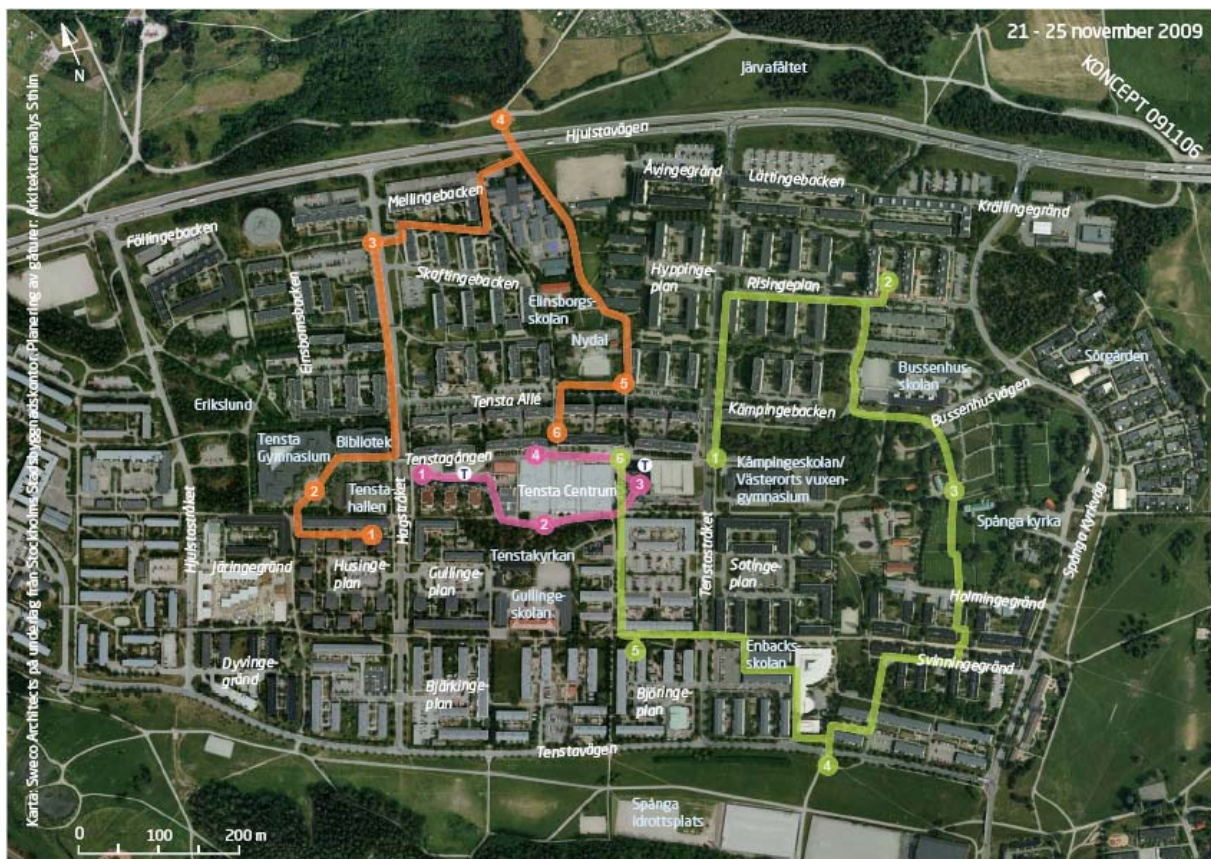 21 - 25 november 2009
KONCEPT 091106
N
Järvafältet
Hjulstavägen
4
Åvingegränd
Lättingebacken
Mellingebacken
Krällingegränd
Föllingebacken
3
Skaftingebacken
Hyppinge-
plan
Risingeplan
2
Elinsborgs-
skolan
Einsbornebacken
Nydal
Bussenhus-
skolan
Sörgården
Erikslund
Tensta Allé
5
Kämpingebacken
Bussenhusvägen
6
Tensta
Gymnasium
Bibliotek
Tenstagången
1
T
4
6
T
1
Kämpingeskolan/
Västerorts vuxen-
gymnasium
2
Tensta-
hallen
Tensta Centrum
3
3
Spånga kyrka
Spånga Kyrkväg
1
2
Tenstakyrkan
Hjulstastråket
Hagstråket
Tenstastråket
Järingegränd
Husinge-
plan
Gullinge-
plan
Gullinge-
skolan
Sotinge-
plan
Holmingegränd
5
Enbacks-
skolan
Svinningegränd
Dyvinge-
gränd
Bjärkinge-
plan
Björinge-
plan
Tenstavägen
4
Spånga
Idrottsplats
0 100 200 m
Karta: Sweco Architects på underlag från Stockholm Stadsbyggnadskontor. Planering av gåturer: Arkitekturanalys Sthlm